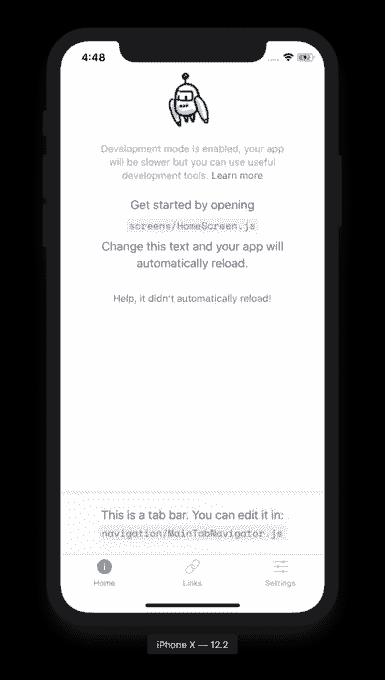 4:48
Development mode is enabled, your app
will be slower but you can use useful
development tools. Learn more
Get started by opening
screens/HomeScreen.js
Change this text and your app will
automatically reload.
Help, it didn't automatically reload!
This is a tab bar. You can edit it in:
navigation/MainTabNavigator.js
Home Links Settings
iPhone X — 12.2